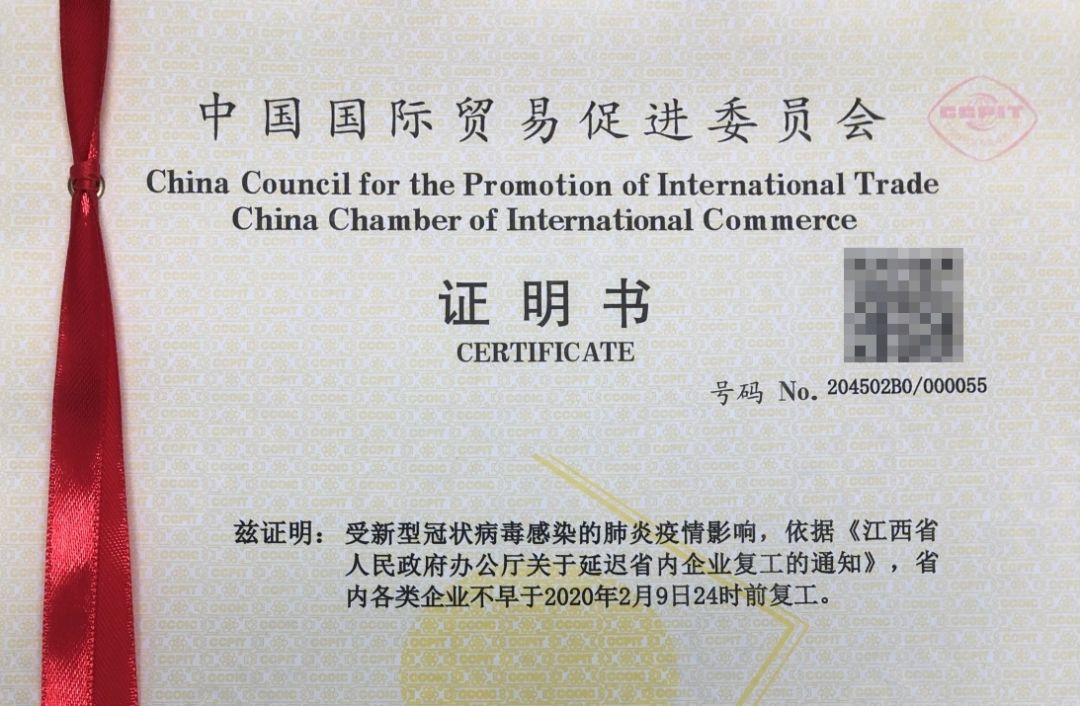 中国国际贸易促进委员会
CCPIT
China Council for the Promotion of International Trade
China Chamber of International Commerce
证明书
CERTIFICATE
号码 No. 204502B0/000055
兹证明：受新型冠状病毒感染的肺炎疫情影响，依据《江西省
人民政府办公厅关于延迟省内企业复工的通知》，省
内各类企业不早于2020年2月9日24时前复工。